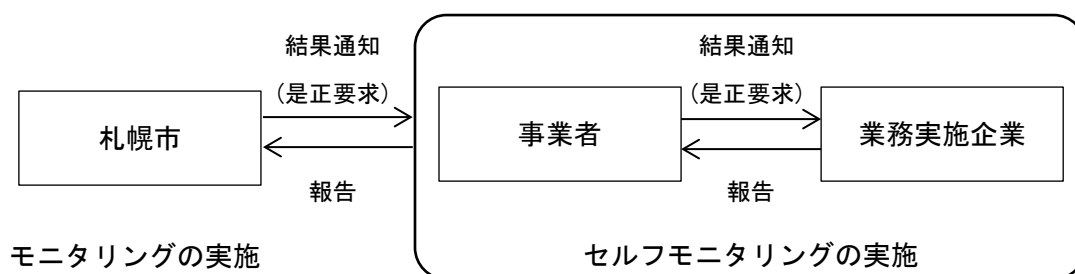 結果通知
(是正要求)
札幌市
報告
モニタリングの実施
結果通知
(是正要求)
事業者
業務実施企業
報告
セルフモニタリングの実施